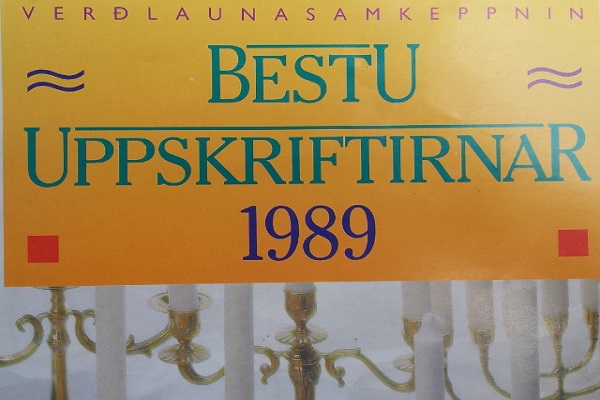 VERÐLAUNASAMKEPPNIN
BESTU
UPPSKRIFTIRNAR
1989